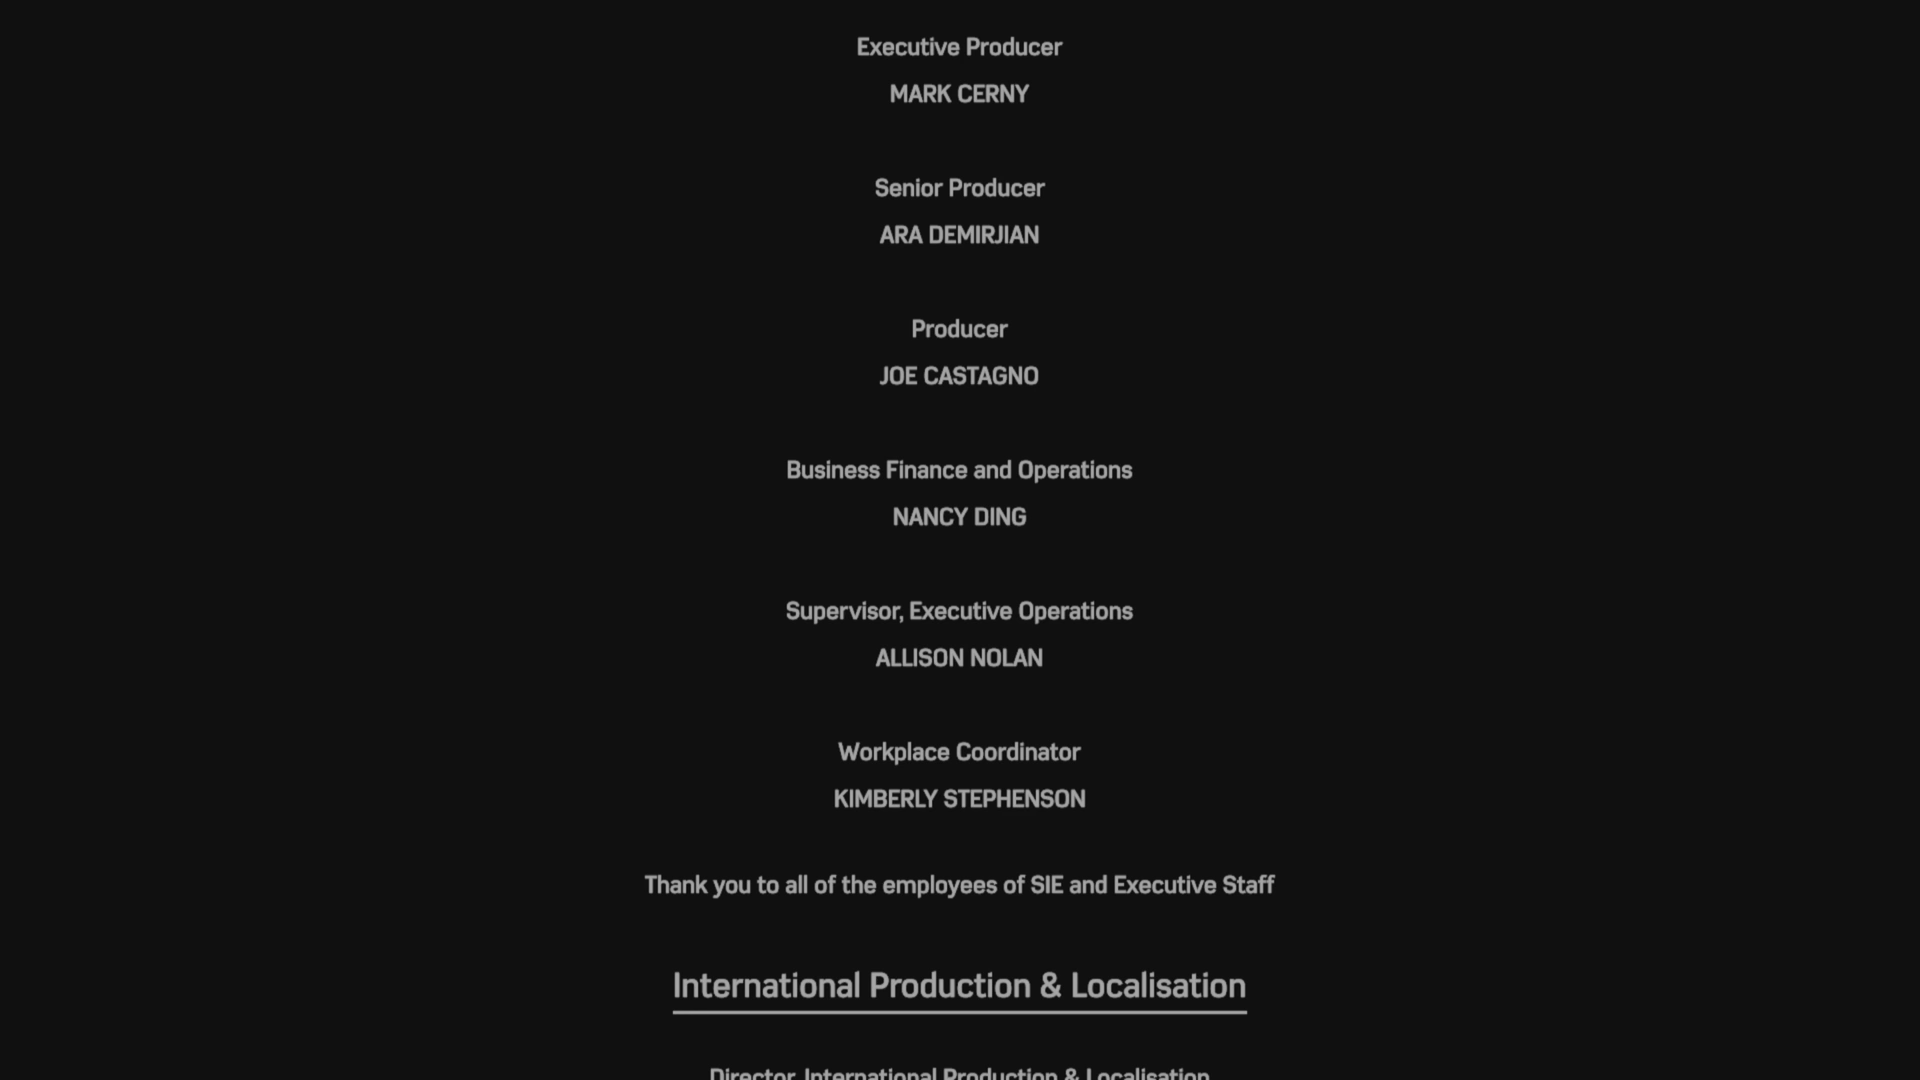 Executive Producer
MARK CERNY
Senior Producer
ARA DEMIRJIAN
Producer
JOE CASTAGNO
Business Finance and Operations
NANCY DING
Supervisor, Executive Operations
ALLISON NOLAN
Workplace Coordinator
KIMBERLY STEPHENSON
Thank you to all of the employees of SIE and Executive Staff
International Production & Localisation
Director, International Production & Localisation